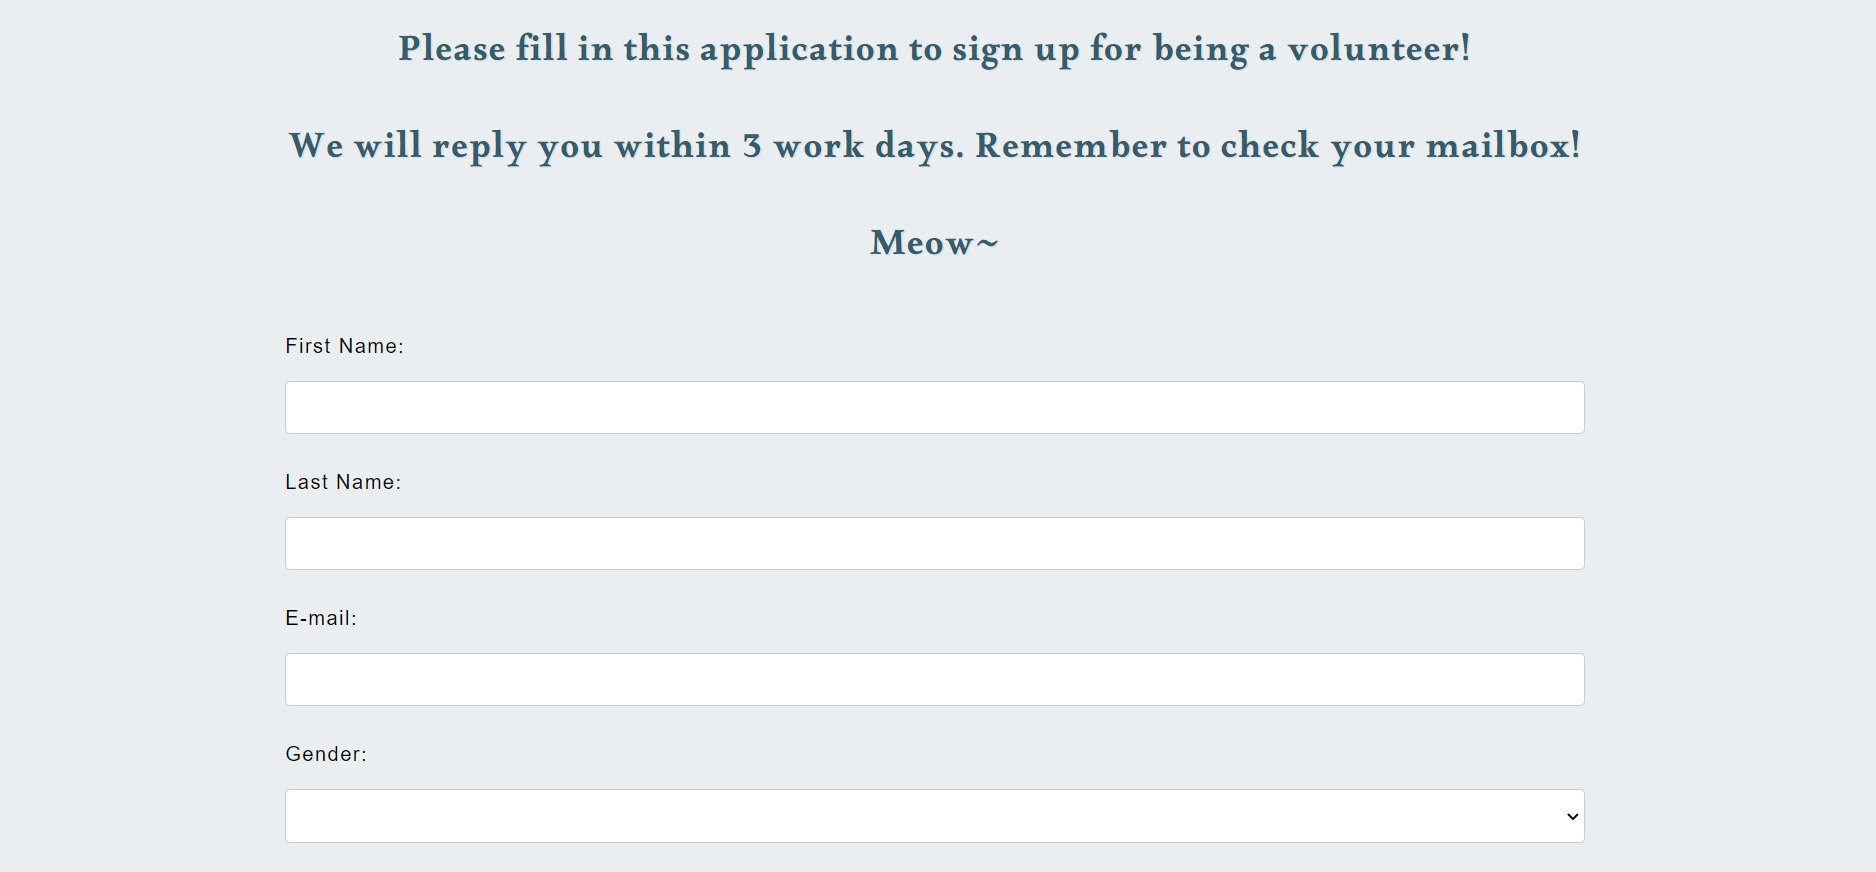 Please fill in this application to sign up for being a volunteer!
We will reply you within 3 work days. Remember to check your mailbox!
Meow~
First Name:
Last Name:
E-mail:
Gender: